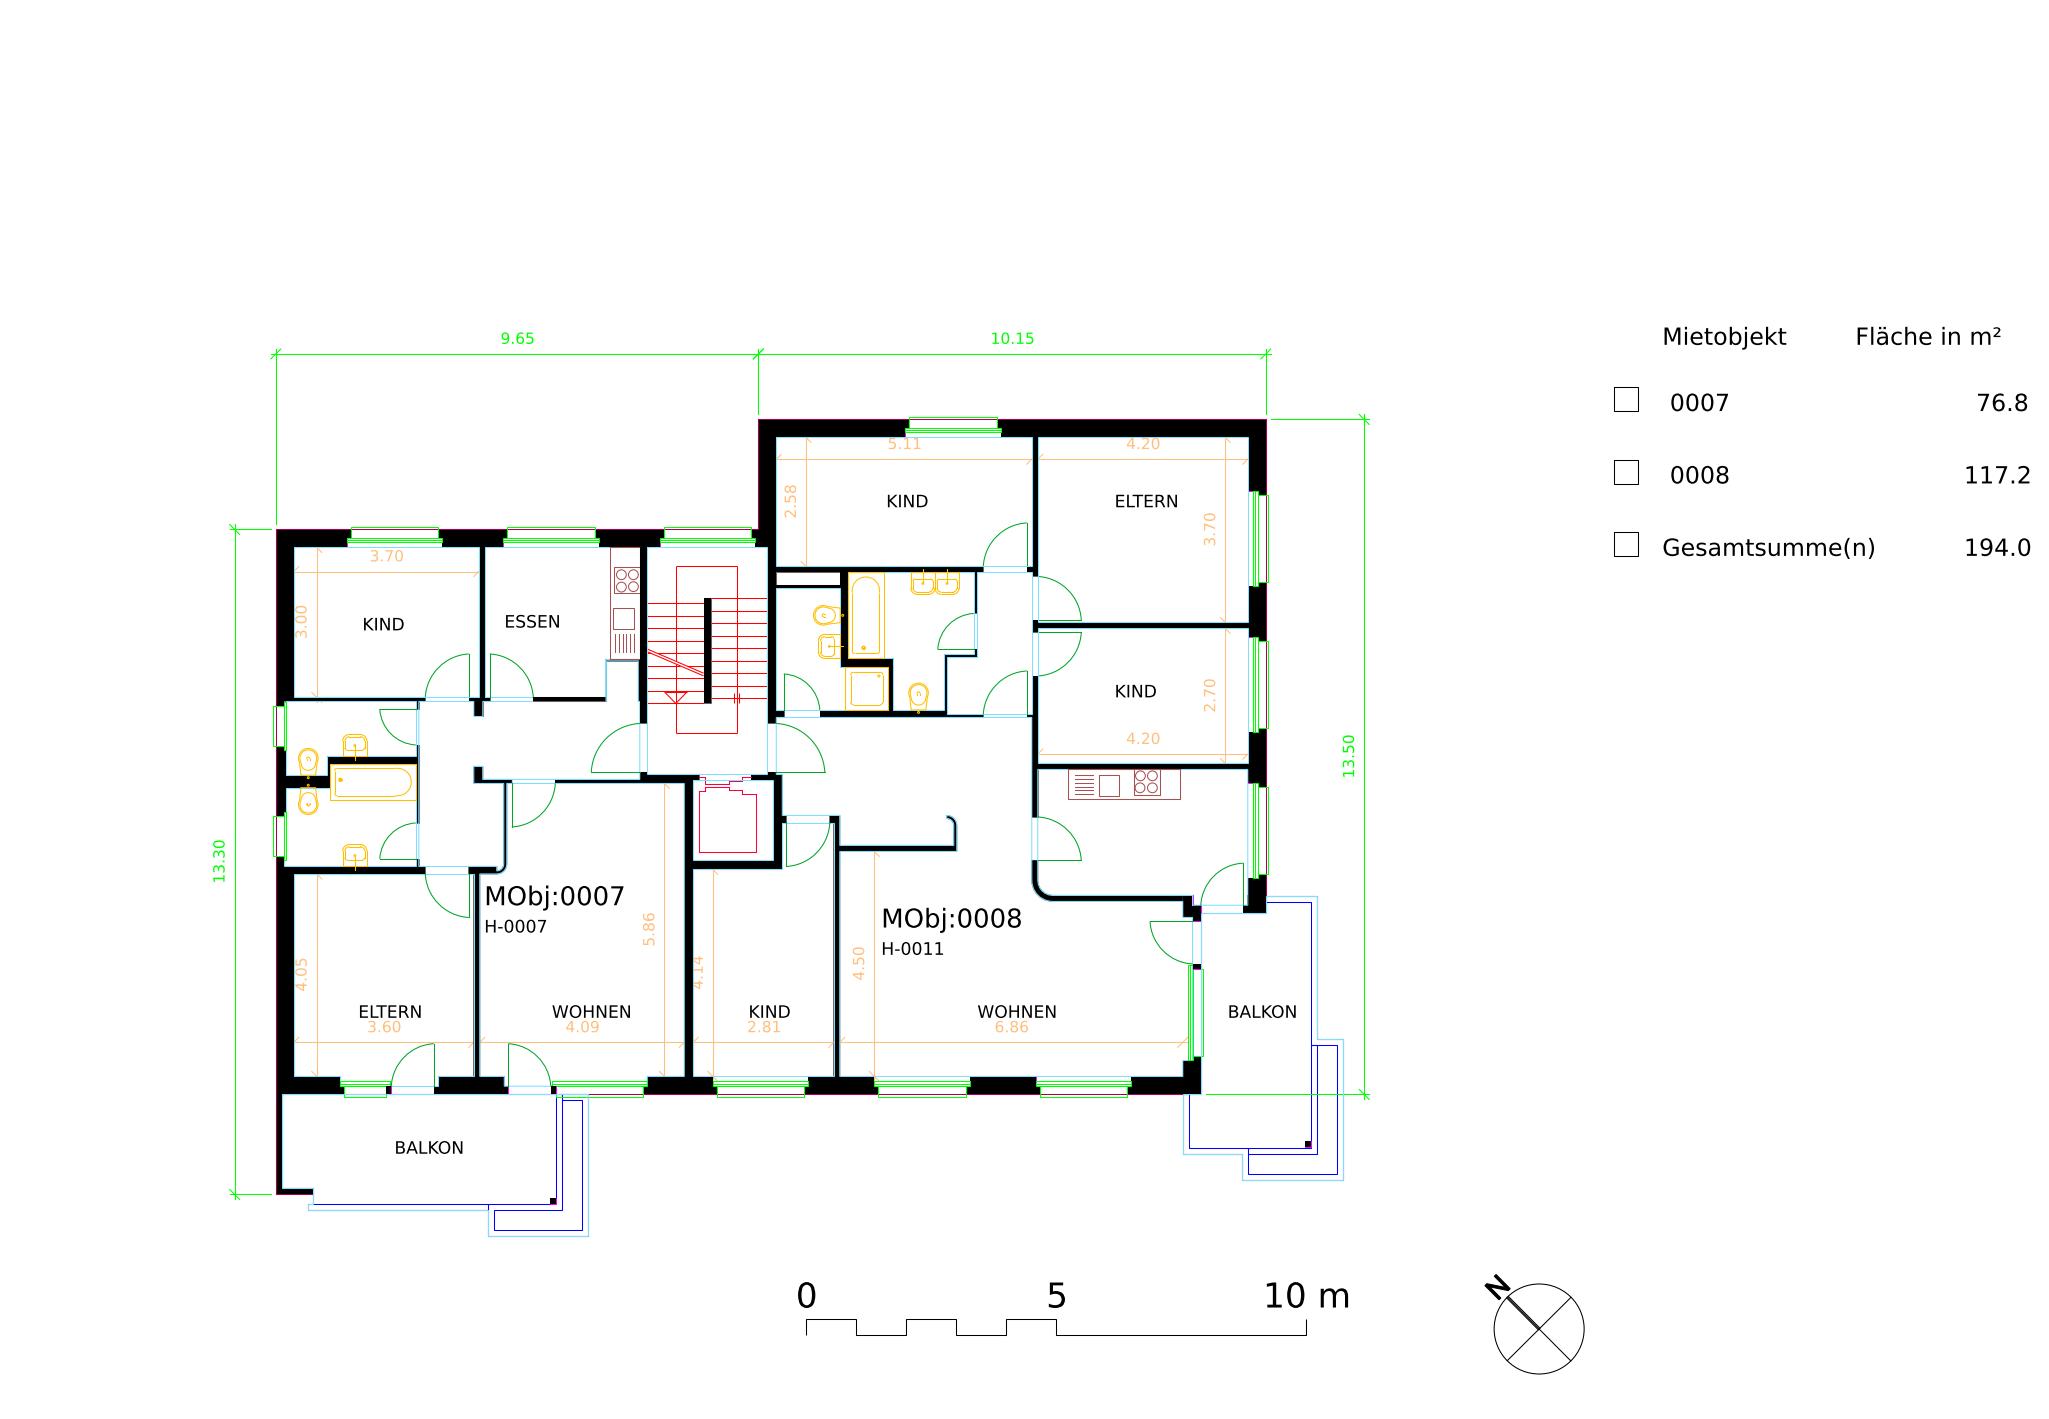 Mietobjekt Fläche in m²
0007 76.8
0008 117.2
Gesamtsumme(n) 194.0
9.65 10.15
5.11 4.20
2.58
KIND ELTERN
3.70
3.70
3.00
KIND
ESSEN
KIND
2.70
4.20
13.50
13.30
MObj:0007
H-0007
5.86
MObj:0008
H-0011
4.50
4.14
4.05
ELTERN WOHNEN KIND WOHNEN BALKON
3.60 4.09 2.81 6.86
BALKON
0 5 10 m
N